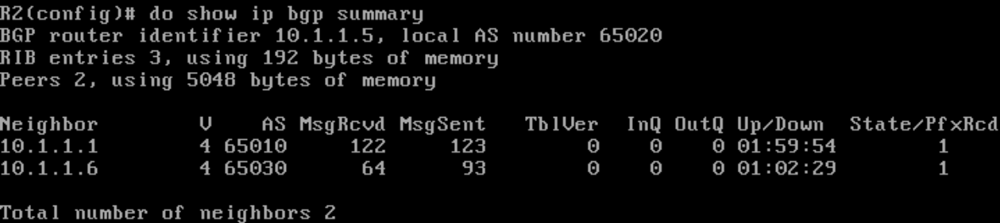 R2(config)# do show ip bgp summary
BGP router identifier 10.1.1.5, local AS number 65020
RIB entries 3, using 192 bytes of memory
Peers 2, using 5048 bytes of memory
Neighbor V AS MsgRcvd MsgSent TblVer InQ OutQ Up/Down State/PfxRcd
10.1.1.1 4 65010 122 123 0 0 0 01:59:54 1
10.1.1.6 4 65030 64 93 0 0 0 01:02:29 1
Total number of neighbors 2